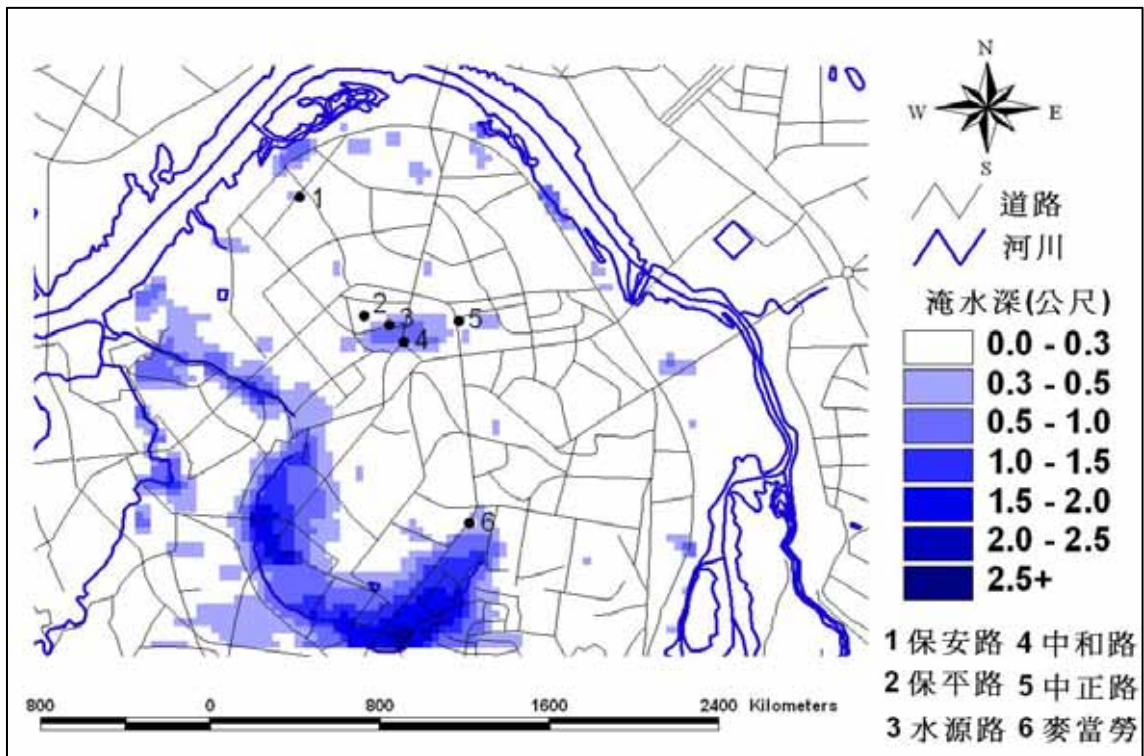 N
W E
S
道路
河川
淹水深(公尺)
0.0 - 0.3
0.3 - 0.5
0.5 - 1.0
1.0 - 1.5
1.5 - 2.0
2.0 - 2.5
2.5+
1
2
3
4
5
6
1 保安路 4 中和路
2 保平路 5 中正路
3 水源路 6 麥當勞
800 0 800 1600 2400 Kilometers